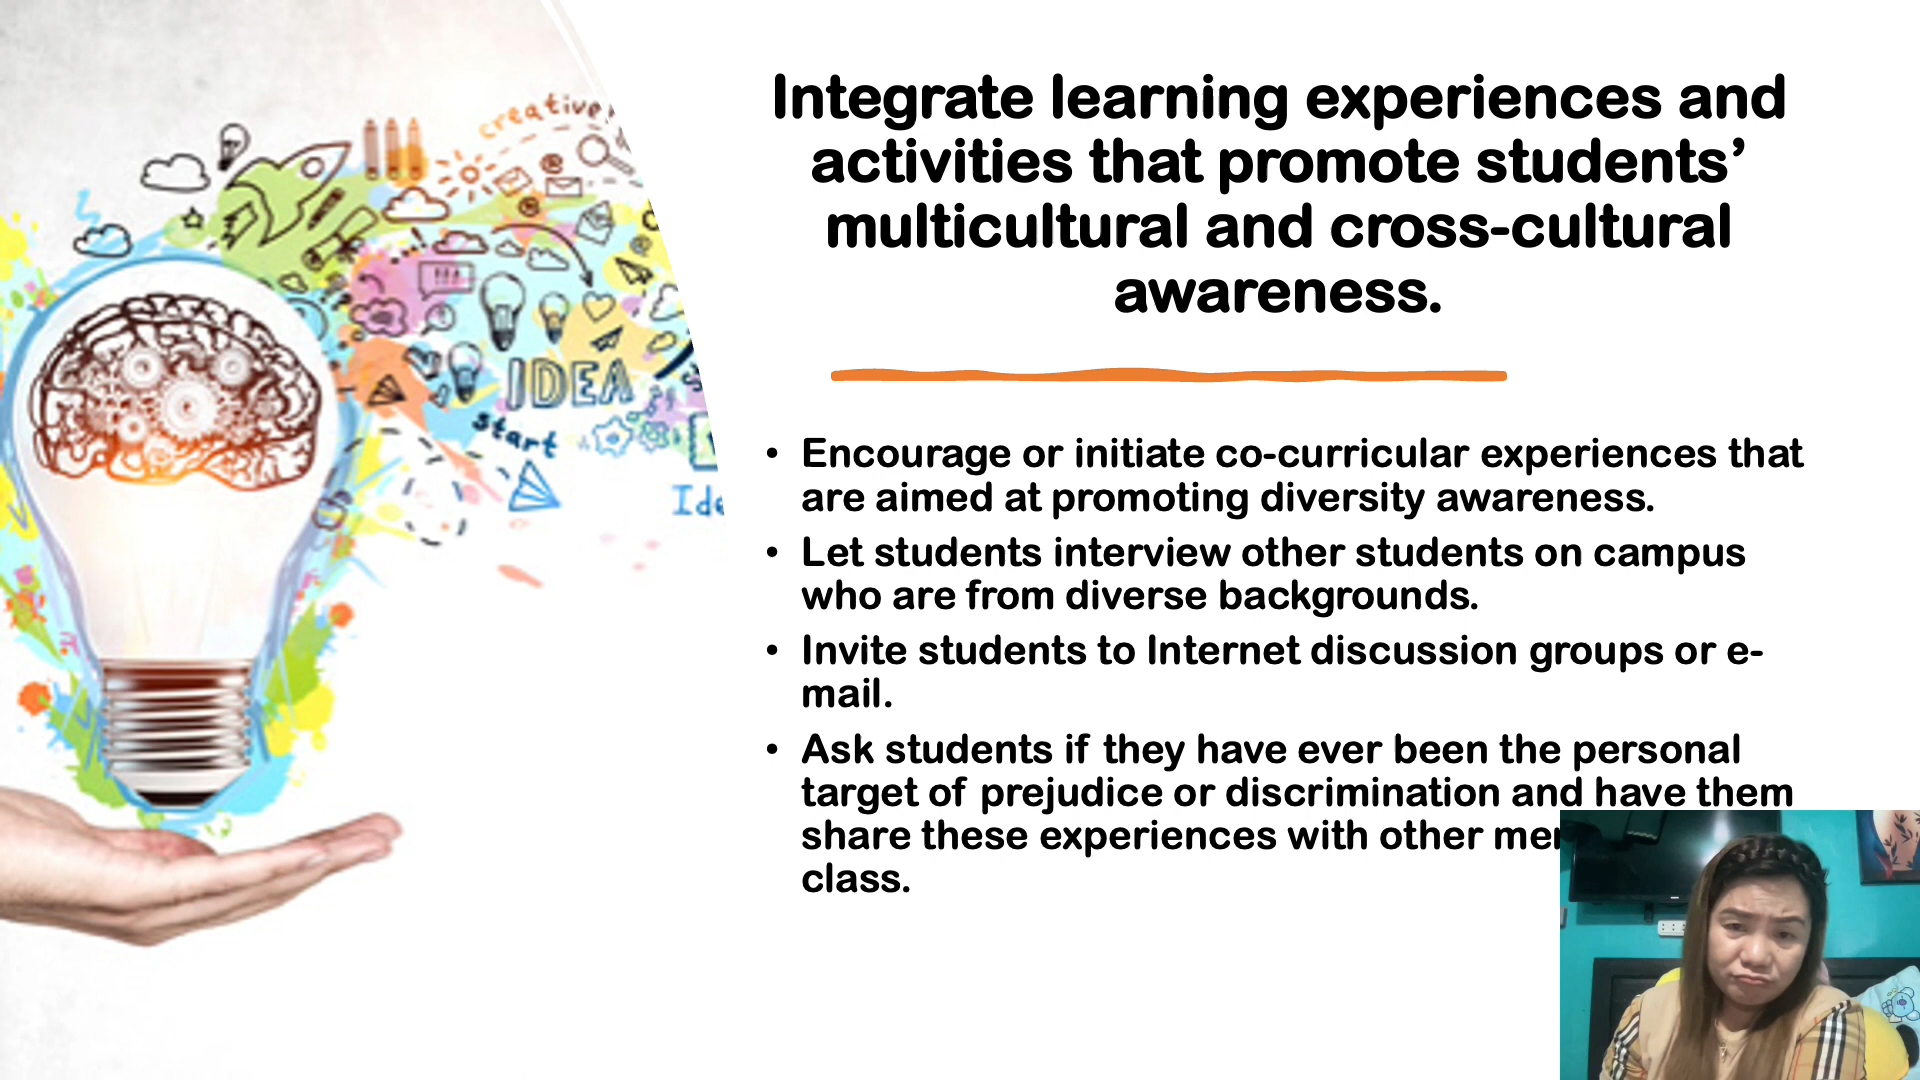 creative!
IDEA
start
Integrate learning experiences and
activities that promote students’
multicultural and cross-cultural
awareness.
• Encourage or initiate co-curricular experiences that
are aimed at promoting diversity awareness.
• Let students interview other students on campus
who are from diverse backgrounds.
• Invite students to Internet discussion groups or e-
mail.
• Ask students if they have ever been the personal
target of prejudice or discrimination and have them
share these experiences with other
class.